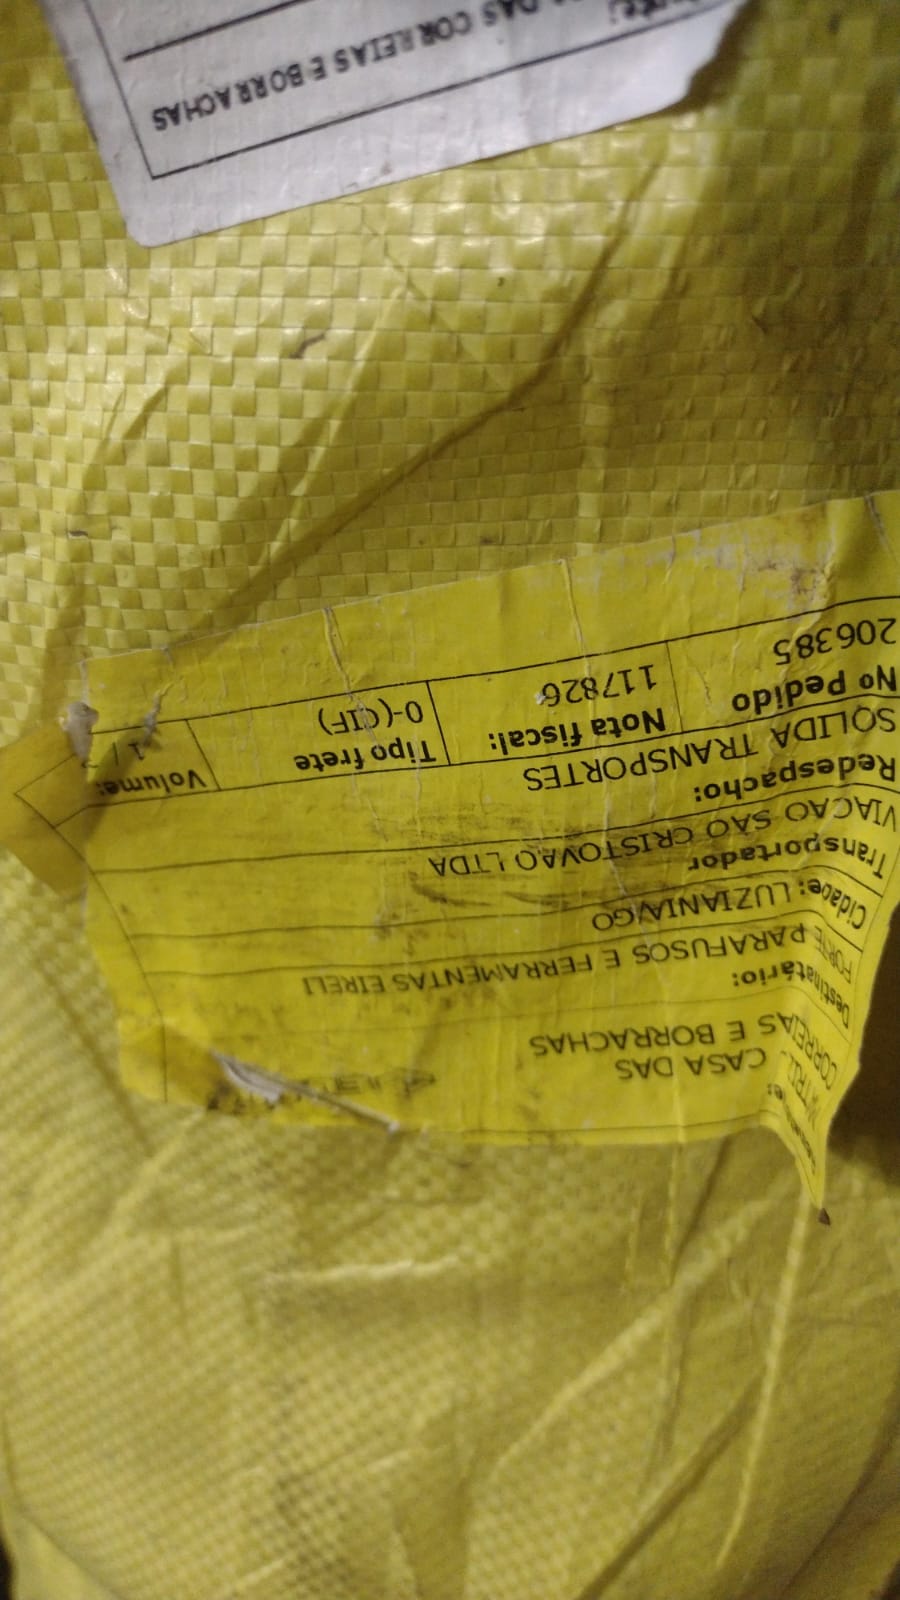 CASA DAS
CORREIAS E BORRACHAS
Destinatário:
FORTE PARAFUSOS E FERRAMENTAS EIRELI
Cidade: LUZIANIA/GO
Transportador
VIACAO SAO CRISTOVAO LTDA
Redespacho:
SOLIDA TRANSPORTES
No Pedido
206385
Nota fiscal:
117826
Tipo frete
0-(CIF)
Volume:
1 /
DAS CORREIAS E BORRACHAS